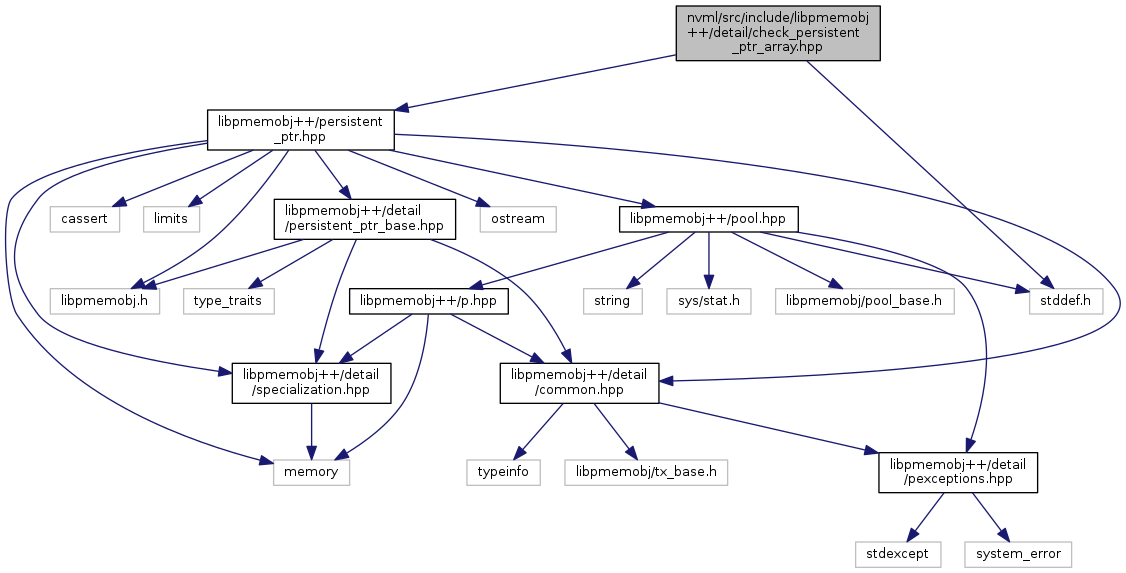 nvml/src/include/libpmemobj
++/detail/check_persistent
_ptr_array.hpp
libpmemobj++/persistent
_ptr.hpp
cassert
limits
libpmemobj++/detail
/persistent_ptr_base.hpp
ostream
libpmemobj++/pool.hpp
libpmemobj.h
type_traits
libpmemobj++/p.hpp
string
sys/stat.h
libpmemobj/pool_base.h
stddef.h
libpmemobj++/detail
/specialization.hpp
libpmemobj++/detail
/common.hpp
memory
typeinfo
libpmemobj/tx_base.h
libpmemobj++/detail
/pexceptions.hpp
stdexcept
system_error